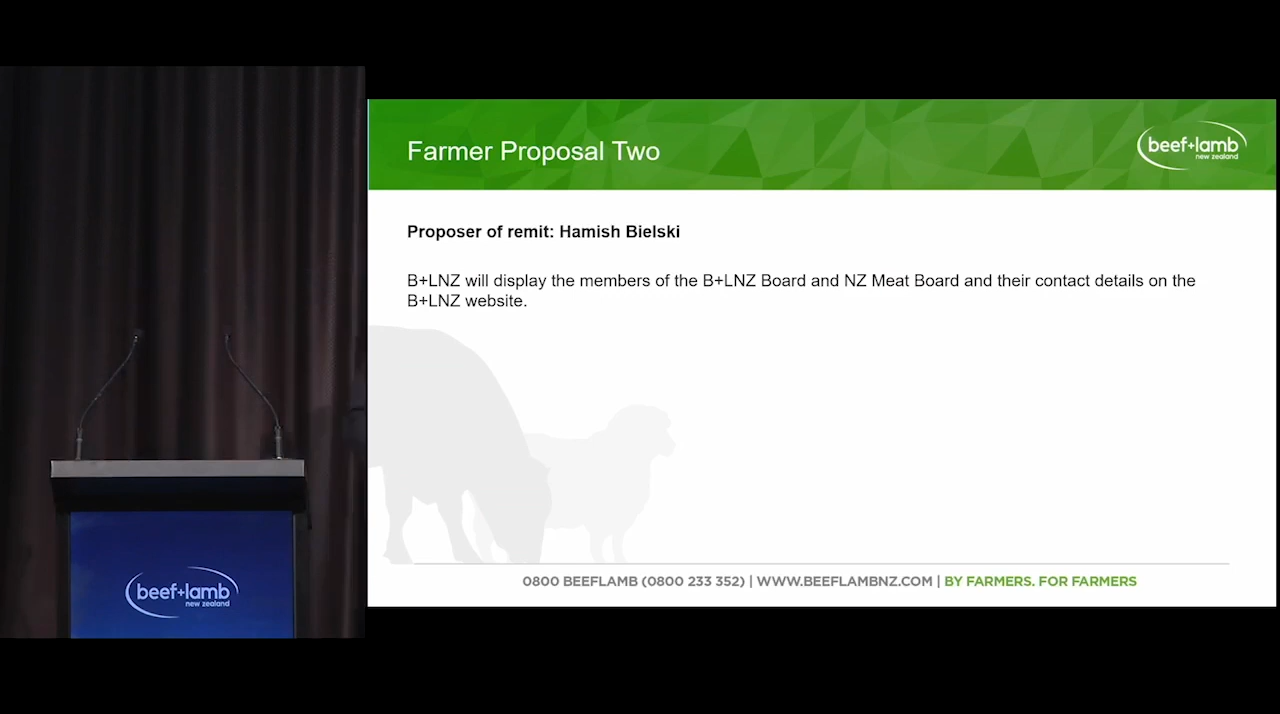 Farmer Proposal Two
beef+lamb
new zealand
Proposer of remit: Hamish Bielski
B+LNZ will display the members of the B+LNZ Board and NZ Meat Board and their contact details on the
B+LNZ website.
0800 BEEFLAMB (0800 233 352) | WWW.BEEFLAMBNZ.COM | BY FARMERS. FOR FARMERS
beef+lamb
new zealand